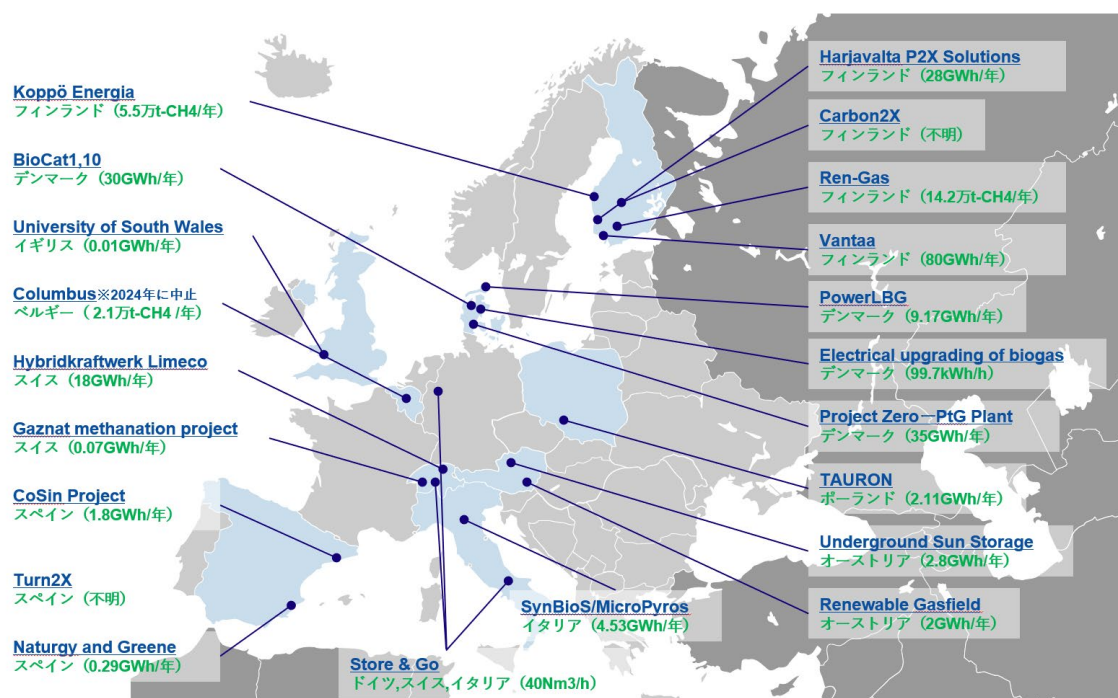 Koppö Energia
フィンランド（5.5万t-CH4/年）
BioCat1,10
デンマーク（30GWh/年）
University of South Wales
イギリス（0.01GWh/年）
Columbus※2024年に中止
ベルギー（ 2.1万t-CH4 /年）
Hybridkraftwerk Limeco
スイス（18GWh/年）
Gaznat methanation project
スイス（0.07GWh/年）
CoSin Project
スペイン（1.8GWh/年）
Turn2X
スペイン（不明）
Naturgy and Greene
スペイン（0.29GWh/年）
Store & Go
ドイツ,スイス,イタリア（40Nm3/h）
SynBioS/MicroPyros
イタリア（4.53GWh/年）
Harjavalta P2X Solutions
フィンランド（28GWh/年）
Carbon2X
フィンランド（不明）
Ren-Gas
フィンランド（14.2万t-CH4/年）
Vantaa
フィンランド（80GWh/年）
PowerLBG
デンマーク（9.17GWh/年）
Electrical upgrading of biogas
デンマーク（99.7kWh/h）
Project Zero―PtG Plant
デンマーク（35GWh/年）
TAURON
ポーランド（2.11GWh/年）
Underground Sun Storage
オーストリア（2.8GWh/年）
Renewable Gasfield
オーストリア（2GWh/年）